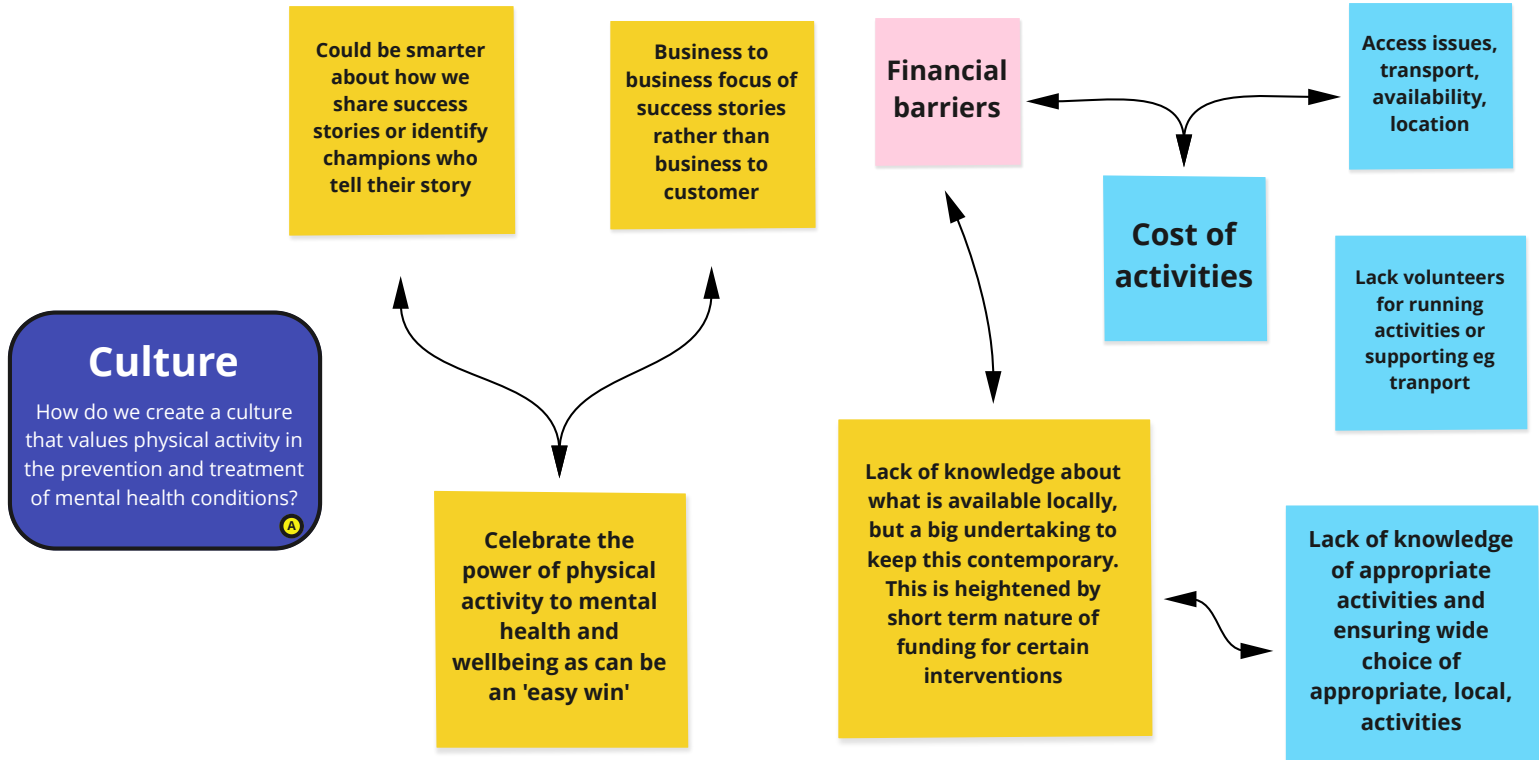 Could be smarter
about how we
share success
stories or identify
champions who
tell their story
Business to
business focus of
success stories
rather than
business to
customer
Financial
barriers
Access issues,
transport,
availability,
location
Cost of
activities
Lack volunteers
for running
activities or
supporting eg
tranport
Culture
How do we create a culture
that values physical activity in
the prevention and treatment
of mental health conditions?
A
Celebrate the
power of physical
activity to mental
health and
wellbeing as can be
an 'easy win'
Lack of knowledge about
what is available locally,
but a big undertaking to
keep this contemporary.
This is heightened by
short term nature of
funding for certain
interventions
Lack of knowledge
of appropriate
activities and
ensuring wide
choice of
appropriate, local,
activities